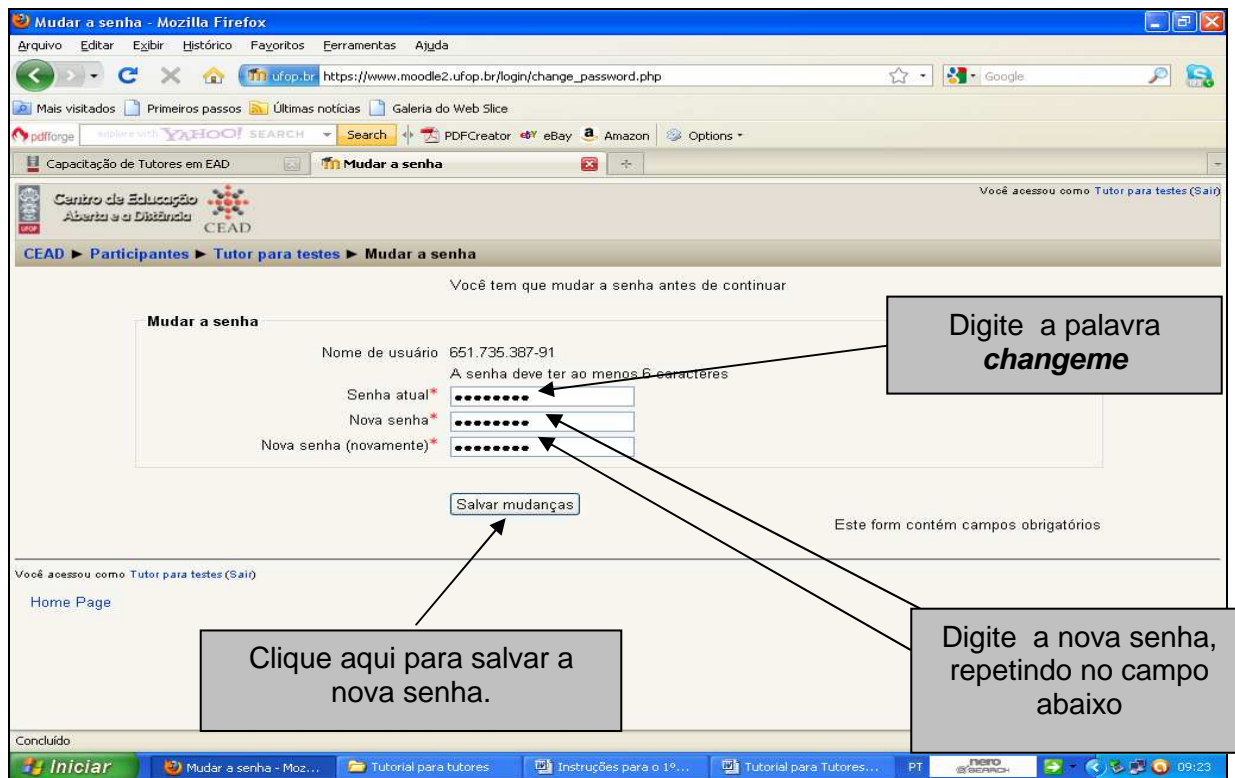 Mudar a senha - Mozilla Firefox
Arquivo Editar Exibir Histórico Favoritos Ferramentas Ajuda
ufop.br https://www.moodle2.ufop.br/login/change_password.php Google
Mais visitados Primeiros passos Últimas notícias Galeria do Web Slice
pdfforge explore with YAHOO! SEARCH Search PDFCreator eBay Amazon Options
Capacitação de Tutores em EAD Mudar a senha
Centro de Educação
Aberta e a Distância
UFOP CEAD
Você acessou como Tutor para testes (Sair)
CEAD ► Participantes ► Tutor para testes ► Mudar a senha
Você tem que mudar a senha antes de continuar
Mudar a senha
Nome de usuário 651.735.387-91
A senha deve ter ao menos 6 caracteres
Senha atual* ••••••••
Nova senha* ••••••••
Nova senha (novamente)* ••••••••
Digite a palavra
changeme
Salvar mudanças
Este form contém campos obrigatórios
Você acessou como Tutor para testes (Sair)
Home Page
Clique aqui para salvar a
nova senha.
Digite a nova senha,
repetindo no campo
abaixo
Concluído
Iniciar Mudar a senha - Moz... Tutorial para tutores Instruções para o 1º... Tutorial para Tutores... PT nero SEARCH 09:23